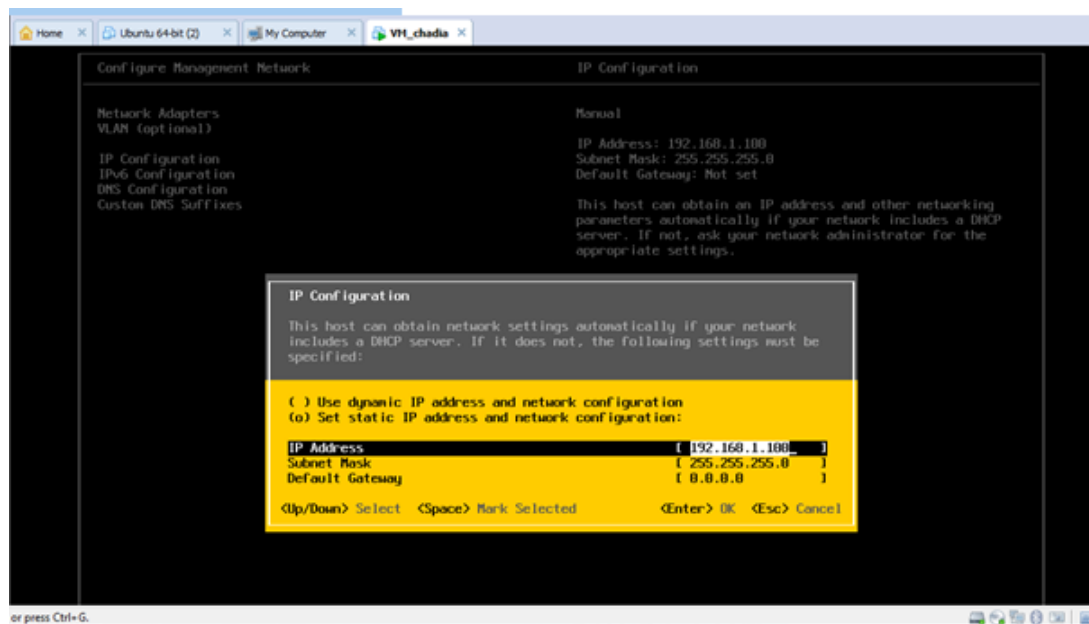 Home × Ubuntu 64-bit (2) × My Computer × VM_chadia ×
Configure Management Network
IP Configuration
Network Adapters
VLAN (optional)
IP Configuration
IPv6 Configuration
DNS Configuration
Custom DNS Suffixes
Manual
IP Address: 192.168.1.100
Subnet Mask: 255.255.255.0
Default Gateway: Not set
This host can obtain an IP address and other networking
parameters automatically if your network includes a DHCP
server. If not, ask your network administrator for the
appropriate settings.
IP Configuration
This host can obtain network settings automatically if your network
includes a DHCP server. If it does not, the following settings must be
specified:
( ) Use dynamic IP address and network configuration
(o) Set static IP address and network configuration:
IP Address [ 192.168.1.100_ ]
Subnet Mask [ 255.255.255.0 ]
Default Gateway [ 0.0.0.0 ]
<Up/Down> Select <Space> Mark Selected <Enter> OK <Esc> Cancel
or press Ctrl+G.